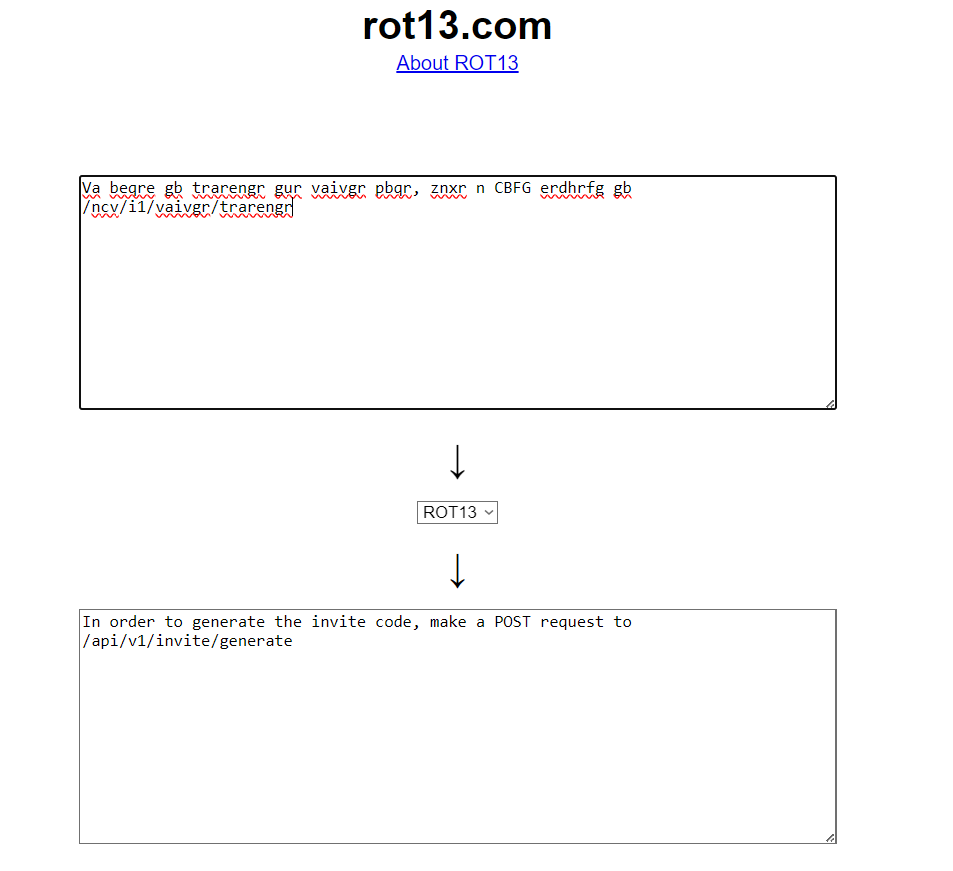 rot13.com
About ROT13
Va beqre gb trarengr gur vaivgr pbqr, znxr n CBFG erdhrfg gb
/ncv/i1/vaivgr/trarengr
ROT13
In order to generate the invite code, make a POST request to
/api/v1/invite/generate